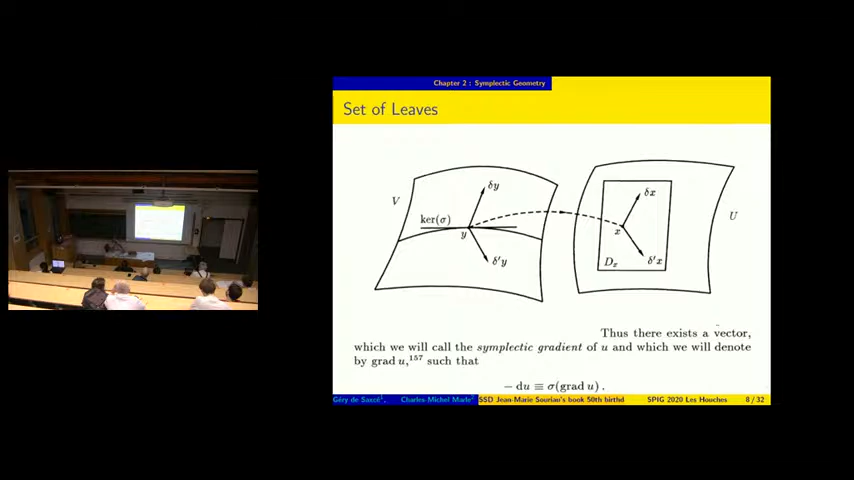 Chapter 2 : Symplectic Geometry
Set of Leaves
V
δy
ker(σ)
y
δ′y
δx
x
δ′x
D_x
U
Thus there exists a vector,
which we will call the symplectic gradient of u and which we will denote
by grad u,¹⁵⁷ such that
− du ≡ σ(grad u) .
Géry de Saxcé¹, Charles-Michel Marle² SSD Jean-Marie Souriau's book 50th birthd SPIG 2020 Les Houches 8 / 32